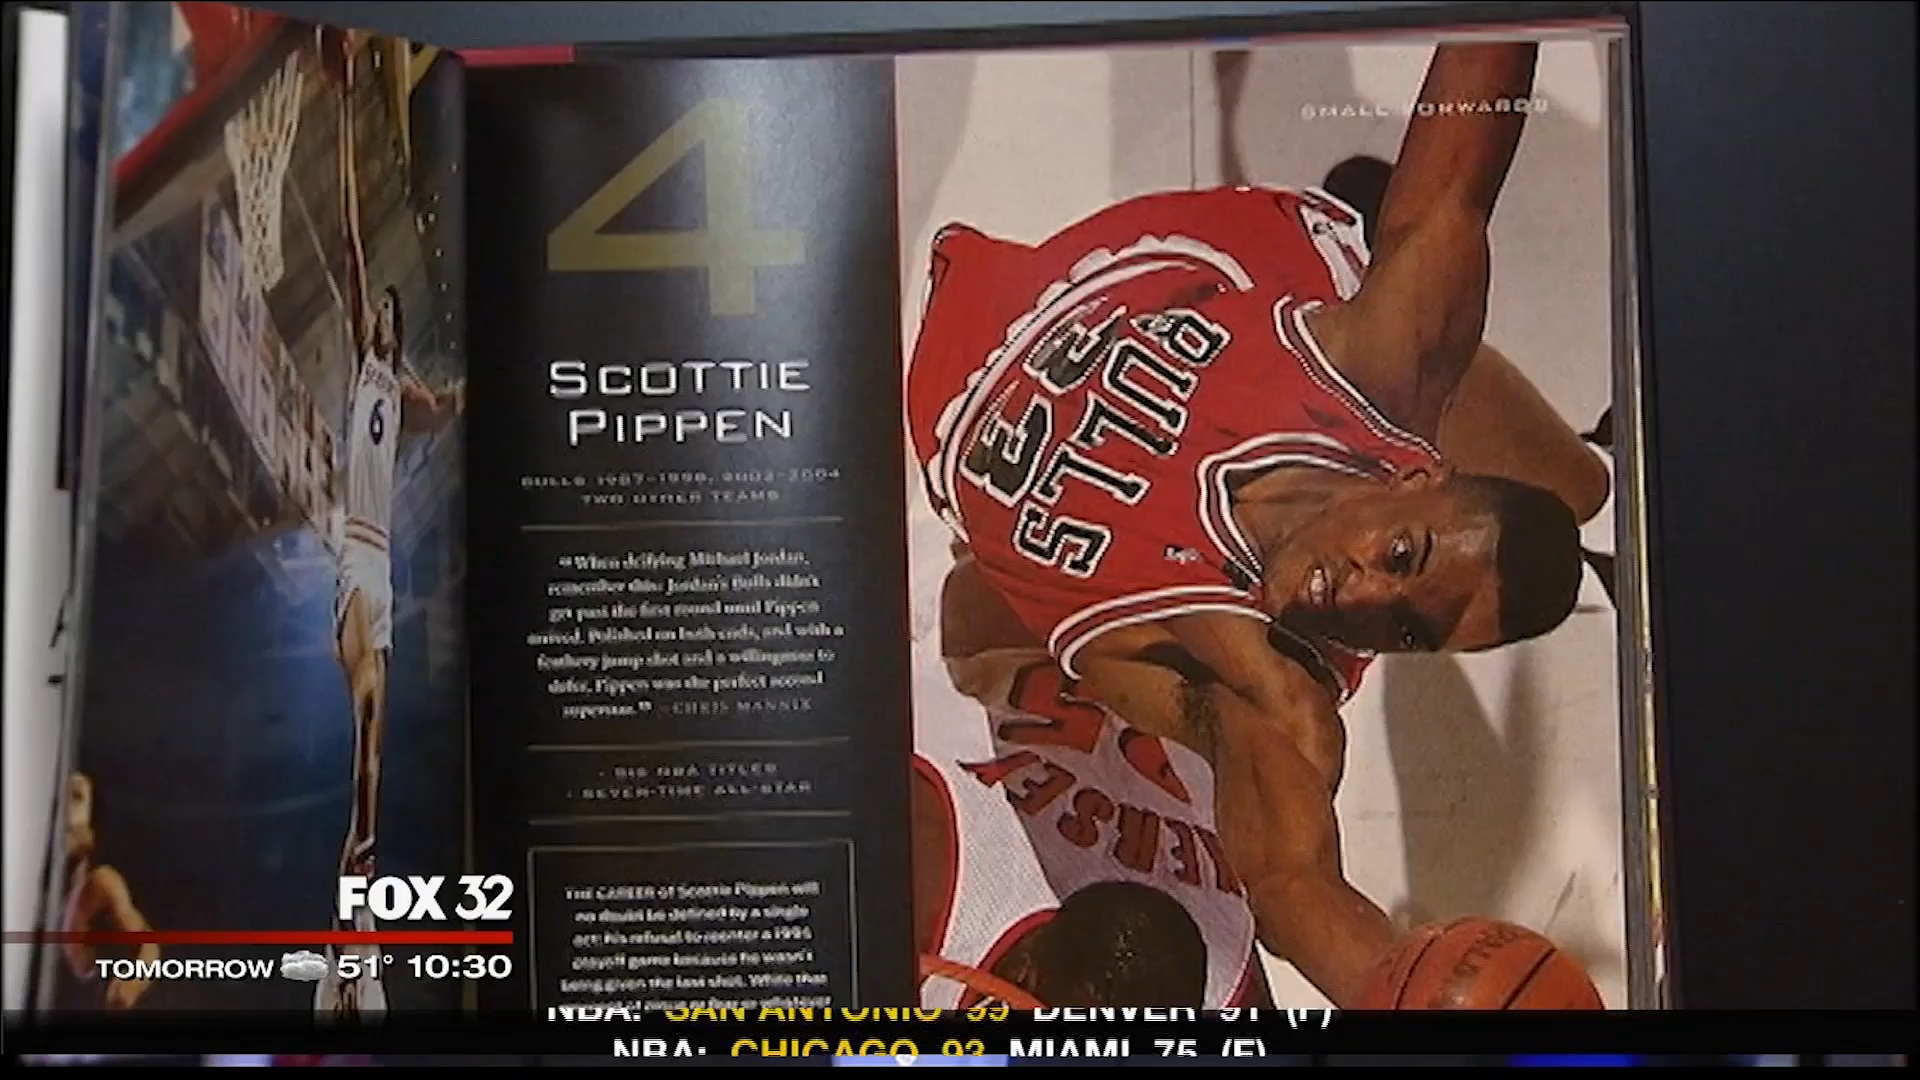 4
SCOTTIE
PIPPEN
BULLS 1987–1998, 2002–2004
TWO OTHER TEAMS
“When deifying Michael Jordan,
remember this: Jordan's Bulls didn't
get past the first round until Pippen
arrived. Polished on both ends, and with a
feathery jump shot and a willingness to
defer, Pippen was the perfect second
superstar.” —CHRIS MANNIX
• SIX NBA TITLES
• SEVEN-TIME ALL-STAR
THE CAREER of Scottie Pippen will
no doubt be defined by a single
act: his refusal to reenter a 1994
playoff game because he wasn't
being given the last shot. While that
SMALL FORWARDS
BULLS
33
6
FOX 32
TOMORROW 51° 10:30
NBA: SAN ANTONIO 99 DENVER 91 (F)
NBA: CHICAGO 93 MIAMI 75 (F)